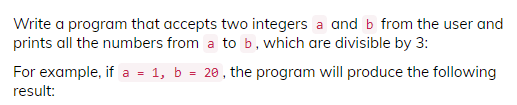 Write a program that accepts two integers a and b from the user and
prints all the numbers from a to b, which are divisible by 3:
For example, if a = 1, b = 20, the program will produce the following
result: